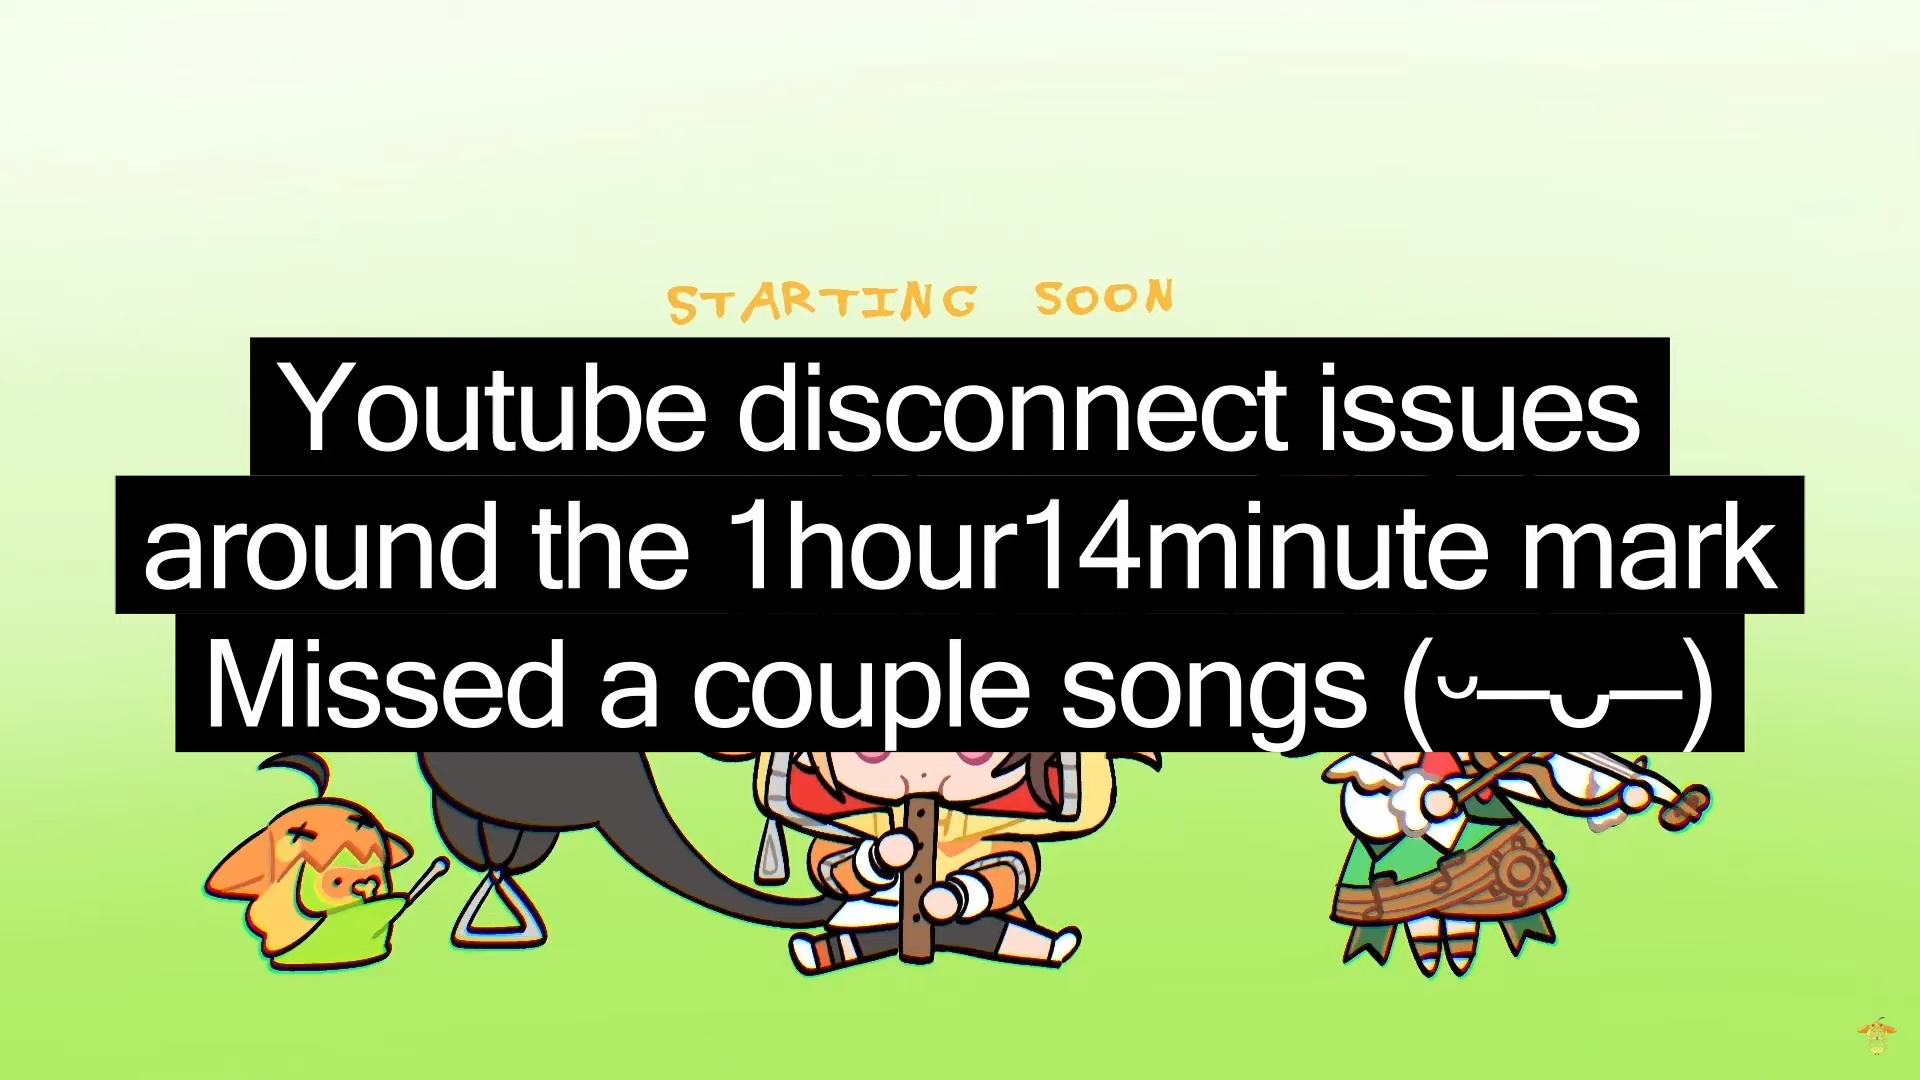 STARTING SOON
Youtube disconnect issues
around the 1hour14minute mark
Missed a couple songs (ᵕ—ᴗ—)